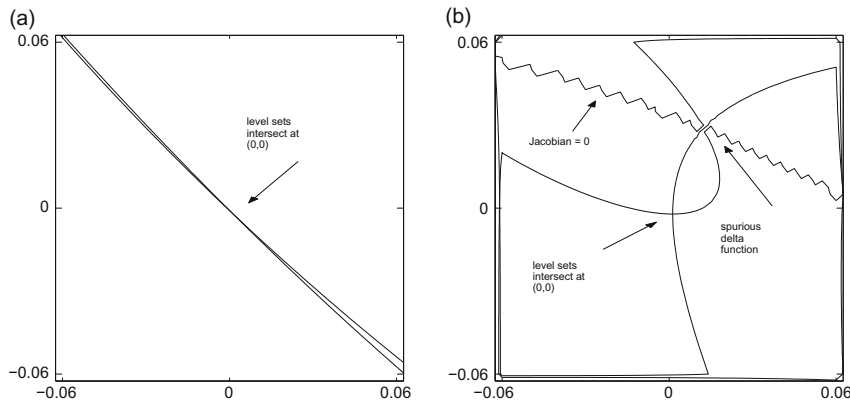 (a)
0.06
0
−0.06
−0.06
0
0.06
level sets
intersect at
(0,0)
(b)
0.06
0
−0.06
−0.06
0
0.06
Jacobian = 0
spurious
delta
function
level sets
intersect at
(0,0)